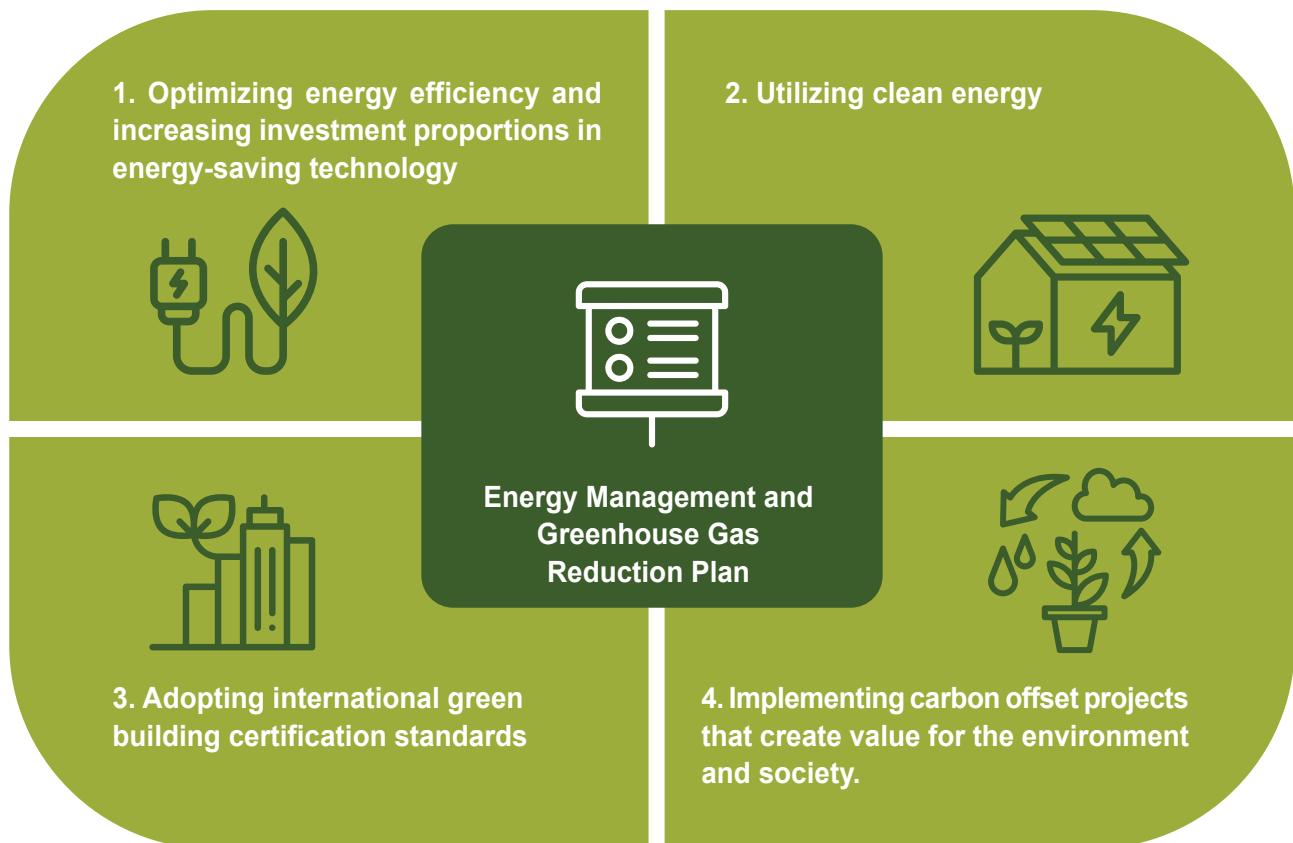 1. Optimizing energy efficiency and
increasing investment proportions in
energy-saving technology
2. Utilizing clean energy
Energy Management and
Greenhouse Gas
Reduction Plan
3. Adopting international green
building certification standards
4. Implementing carbon offset projects
that create value for the environment
and society.